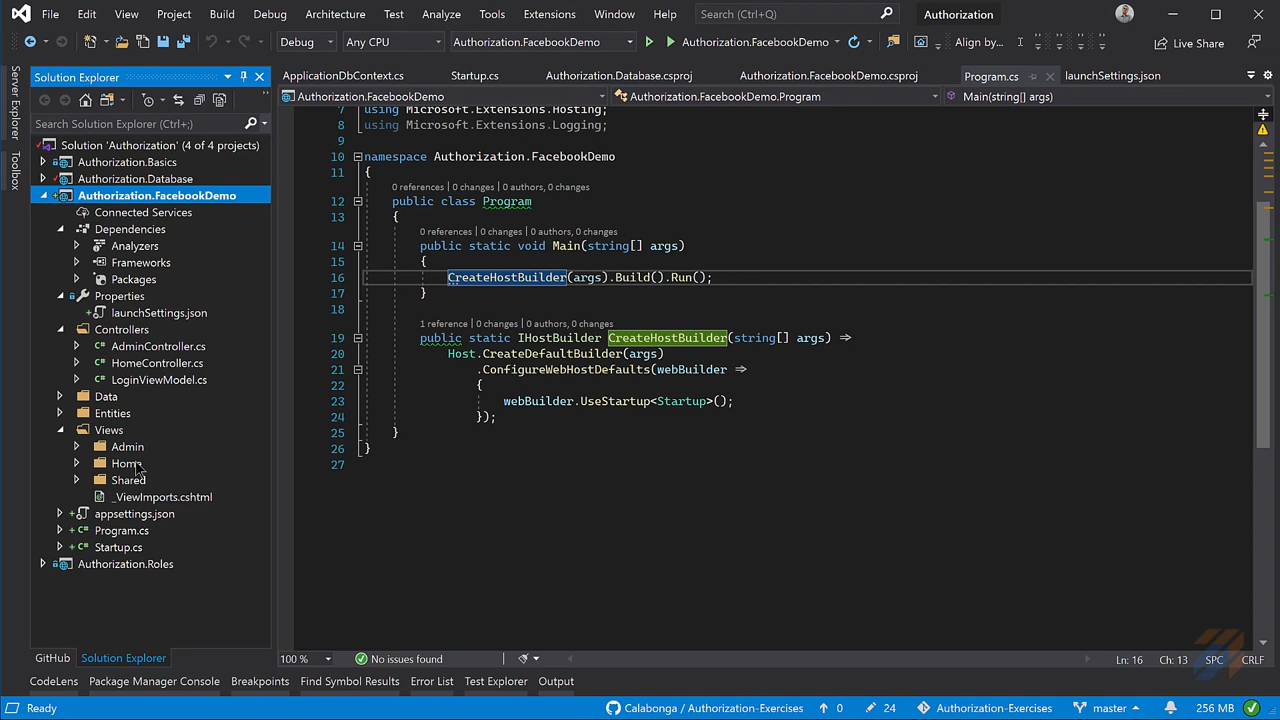 File Edit View Project Build Debug Architecture Test Analyze Tools Extensions Window Help Search (Ctrl+Q) Authorization
Debug Any CPU Authorization.FacebookDemo Authorization.FacebookDemo Align by... Live Share
Server Explorer
Toolbox
Solution Explorer
Search Solution Explorer (Ctrl+;)
Solution 'Authorization' (4 of 4 projects)
Authorization.Basics
Authorization.Database
Authorization.FacebookDemo
Connected Services
Dependencies
Analyzers
Frameworks
Packages
Properties
launchSettings.json
Controllers
AdminController.cs
HomeController.cs
LoginViewModel.cs
Data
Entities
Views
Admin
Home
Shared
_ViewImports.cshtml
appsettings.json
Program.cs
Startup.cs
Authorization.Roles
GitHub Solution Explorer
ApplicationDbContext.cs Startup.cs Authorization.Database.csproj Authorization.FacebookDemo.csproj Program.cs launchSettings.json
Authorization.FacebookDemo Authorization.FacebookDemo.Program Main(string[] args)
7 using Microsoft.Extensions.Hosting;
8 using Microsoft.Extensions.Logging;
9
10 namespace Authorization.FacebookDemo
11 {
0 references | 0 changes | 0 authors, 0 changes
12 public class Program
13 {
0 references | 0 changes | 0 authors, 0 changes
14 public static void Main(string[] args)
15 {
16 CreateHostBuilder(args).Build().Run();
17 }
18
1 reference | 0 changes | 0 authors, 0 changes
19 public static IHostBuilder CreateHostBuilder(string[] args) =>
20 Host.CreateDefaultBuilder(args)
21 .ConfigureWebHostDefaults(webBuilder =>
22 {
23 webBuilder.UseStartup<Startup>();
24 });
25 }
26 }
27
100 % No issues found Ln: 16 Ch: 13 SPC CRLF
CodeLens Package Manager Console Breakpoints Find Symbol Results Error List Test Explorer Output
Ready Calabonga/Authorization-Exercises 0 24 Authorization-Exercises master 256 MB